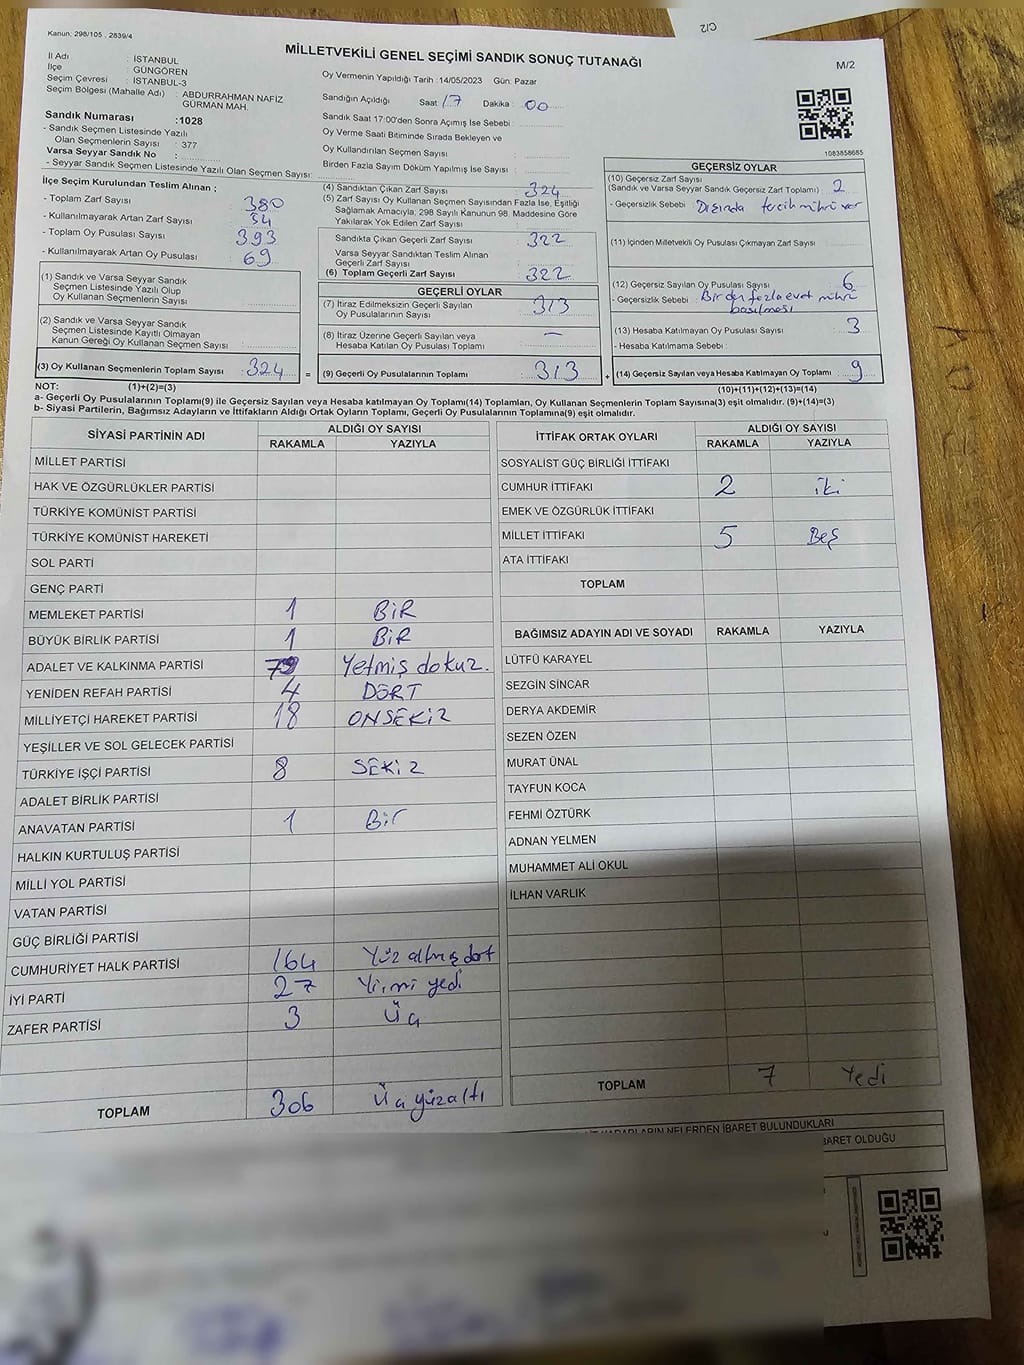 C/2
Kanun, 298/105 , 2839/4
MİLLETVEKİLİ GENEL SEÇİMİ SANDIK SONUÇ TUTANAĞI
M/2
İl Adı : İSTANBUL
İlçe : GÜNGÖREN
Seçim Çevresi : İSTANBUL-3
Seçim Bölgesi (Mahalle Adı) : ABDURRAHMAN NAFİZ GÜRMAN MAH.
Sandık Numarası :1028
- Sandık Seçmen Listesinde Yazılı Olan Seçmenlerin Sayısı : 377
Varsa Seyyar Sandık No :
- Seyyar Sandık Seçmen Listesinde Yazılı Olan Seçmen Sayısı:
Oy Vermenin Yapıldığı Tarih :14/05/2023 Gün: Pazar
Sandığın Açıldığı Saat 17 Dakika : 00
Sandık Saat 17:00'den Sonra Açımış İse Sebebi :
Oy Verme Saati Bitiminde Sırada Bekleyen ve
Oy Kullandırılan Seçmen Sayısı :
Birden Fazla Sayım Döküm Yapılmış İse Sayısı :
1083858685
İlçe Seçim Kurulundan Teslim Alınan :
- Toplam Zarf Sayısı : 380
- Kullanılmayarak Artan Zarf Sayısı : 54
- Toplam Oy Pusulası Sayısı : 393
- Kullanılmayarak Artan Oy Pusulası : 69
(1) Sandık ve Varsa Seyyar Sandık
Seçmen Listesinde Yazılı Olup
Oy Kullanan Seçmenlerin Sayısı :
(2) Sandık ve Varsa Seyyar Sandık
Seçmen Listesinde Kayıtlı Olmayan
Kanun Gereği Oy Kullanan Seçmen Sayısı :
(3) Oy Kullanan Seçmenlerin Toplam Sayısı : 324
(4) Sandıktan Çıkan Zarf Sayısı : 324
(5) Zarf Sayısı Oy Kullanan Seçmen Sayısından Fazla İse, Eşitliği
Sağlamak Amacıyla; 298 Sayılı Kanunun 98. Maddesine Göre
Yakılarak Yok Edilen Zarf Sayısı :
Sandıkta Çıkan Geçerli Zarf Sayısı : 322
Varsa Seyyar Sandıktan Teslim Alınan
Geçerli Zarf Sayısı :
(6) Toplam Geçerli Zarf Sayısı : 322
GEÇERLİ OYLAR
(7) İtiraz Edilmeksizin Geçerli Sayılan
Oy Pusulalarının Sayısı : 313
(8) İtiraz Üzerine Geçerli Sayılan veya
Hesaba Katılan Oy Pusulası Toplamı : –
= (9) Geçerli Oy Pusulalarının Toplamı : 313
GEÇERSİZ OYLAR
(10) Geçersiz Zarf Sayısı
(Sandık ve Varsa Seyyar Sandık Geçersiz Zarf Toplamı) : 2
- Geçersizlik Sebebi : Dışında tercih mührü var
(11) İçinden Milletvekili Oy Pusulası Çıkmayan Zarf Sayısı :
(12) Geçersiz Sayılan Oy Pusulası Sayısı : 6
- Geçersizlik Sebebi : Birden fazla evet mührü
basılması
(13) Hesaba Katılmayan Oy Pusulası Sayısı : 3
- Hesaba Katılmama Sebebi :
+ (14) Geçersiz Sayılan veya Hesaba Katılmayan Oy Toplamı : 9
NOT: (1)+(2)=(3) (10)+(11)+(12)+(13)=(14)
a- Geçerli Oy Pusulalarının Toplamı(9) ile Geçersiz Sayılan veya Hesaba katılmayan Oy Toplamı(14) Toplamları, Oy Kullanan Seçmenlerin Toplam Sayısına(3) eşit olmalıdır. (9)+(14)=(3)
b- Siyasi Partilerin, Bağımsız Adayların ve İttifakların Aldığı Ortak Oyların Toplamı, Geçerli Oy Pusulalarının Toplamına(9) eşit olmalıdır.
SİYASİ PARTİNİN ADI ALDIĞI OY SAYISI
RAKAMLA YAZIYLA
MİLLET PARTİSİ
HAK VE ÖZGÜRLÜKLER PARTİSİ
TÜRKİYE KOMÜNİST PARTİSİ
TÜRKİYE KOMÜNİST HAREKETİ
SOL PARTİ
GENÇ PARTİ
MEMLEKET PARTİSİ 1 BİR
BÜYÜK BİRLİK PARTİSİ 1 BİR
ADALET VE KALKINMA PARTİSİ 79 Yetmiş dokuz.
YENİDEN REFAH PARTİSİ 4 DÖRT
MİLLİYETÇİ HAREKET PARTİSİ 18 ONSEKİZ
YEŞİLLER VE SOL GELECEK PARTİSİ
TÜRKİYE İŞÇİ PARTİSİ 8 SEKİZ
ADALET BİRLİK PARTİSİ
ANAVATAN PARTİSİ 1 Bir
HALKIN KURTULUŞ PARTİSİ
MİLLİ YOL PARTİSİ
VATAN PARTİSİ
GÜÇ BİRLİĞİ PARTİSİ
CUMHURİYET HALK PARTİSİ 164 Yüz altmış dört
İYİ PARTİ 27 Yirmi yedi
ZAFER PARTİSİ 3 Üç
TOPLAM 306 Üç yüz altı
İTTİFAK ORTAK OYLARI ALDIĞI OY SAYISI
RAKAMLA YAZIYLA
SOSYALİST GÜÇ BİRLİĞİ İTTİFAKI
CUMHUR İTTİFAKI 2 iki
EMEK VE ÖZGÜRLÜK İTTİFAKI
MİLLET İTTİFAKI 5 Beş
ATA İTTİFAKI
TOPLAM
BAĞIMSIZ ADAYIN ADI VE SOYADI RAKAMLA YAZIYLA
LÜTFÜ KARAYEL
SEZGİN SİNCAR
DERYA AKDEMİR
SEZEN ÖZEN
MURAT ÜNAL
TAYFUN KOCA
FEHMİ ÖZTÜRK
ADNAN YELMEN
MUHAMMET ALİ OKUL
İLHAN VARLIK
TOPLAM 7 Yedi
KARARLARIN NELERDEN İBARET BULUNDUKLARI
İBARET OLDUĞU